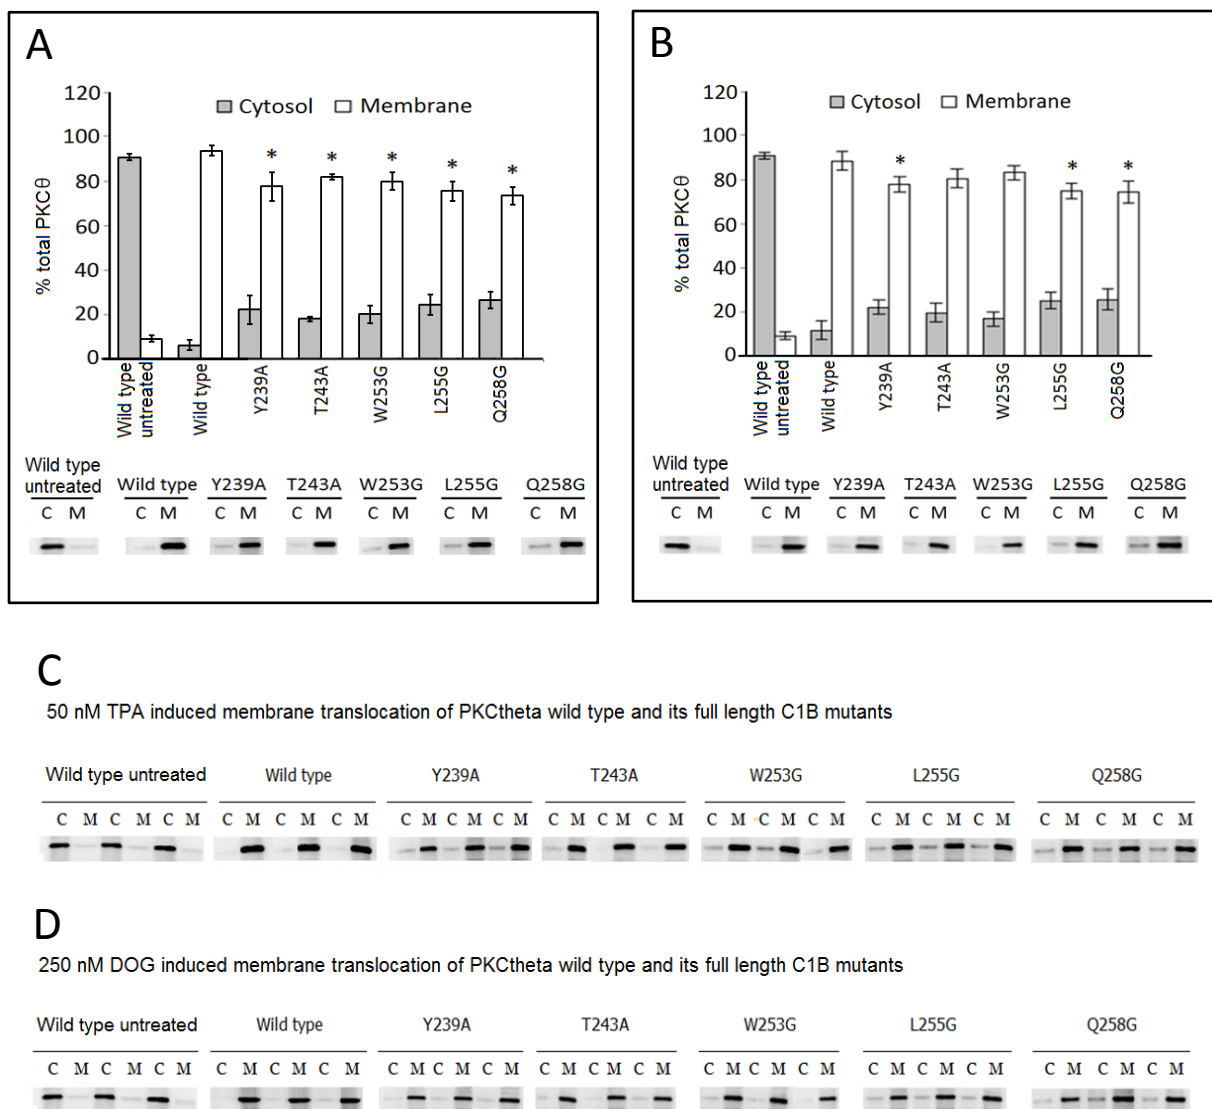 A
120
Cytosol
Membrane
100
80
60
40
20
0
% total PKCθ
* * * * *
Wild type
untreated
Wild type
Y239A
T243A
W253G
L255G
Q258G
Wild type
untreated Wild type Y239A T243A W253G L255G Q258G
C M C M C M C M C M C M C M
B
120
Cytosol
Membrane
100
80
60
40
20
0
% total PKCθ
* * *
Wild type
untreated
Wild type
Y239A
T243A
W253G
L255G
Q258G
Wild type
untreated Wild type Y239A T243A W253G L255G Q258G
C M C M C M C M C M C M C M
C
50 nM TPA induced membrane translocation of PKCtheta wild type and its full length C1B mutants
Wild type untreated Wild type Y239A T243A W253G L255G Q258G
C M C M C M C M C M C M C M C M C M C M C M C M C M C M C M C M C M C M C M C M C M
D
250 nM DOG induced membrane translocation of PKCtheta wild type and its full length C1B mutants
Wild type untreated Wild type Y239A T243A W253G L255G Q258G
C M C M C M C M C M C M C M C M C M C M C M C M C M C M C M C M C M C M C M C M C M